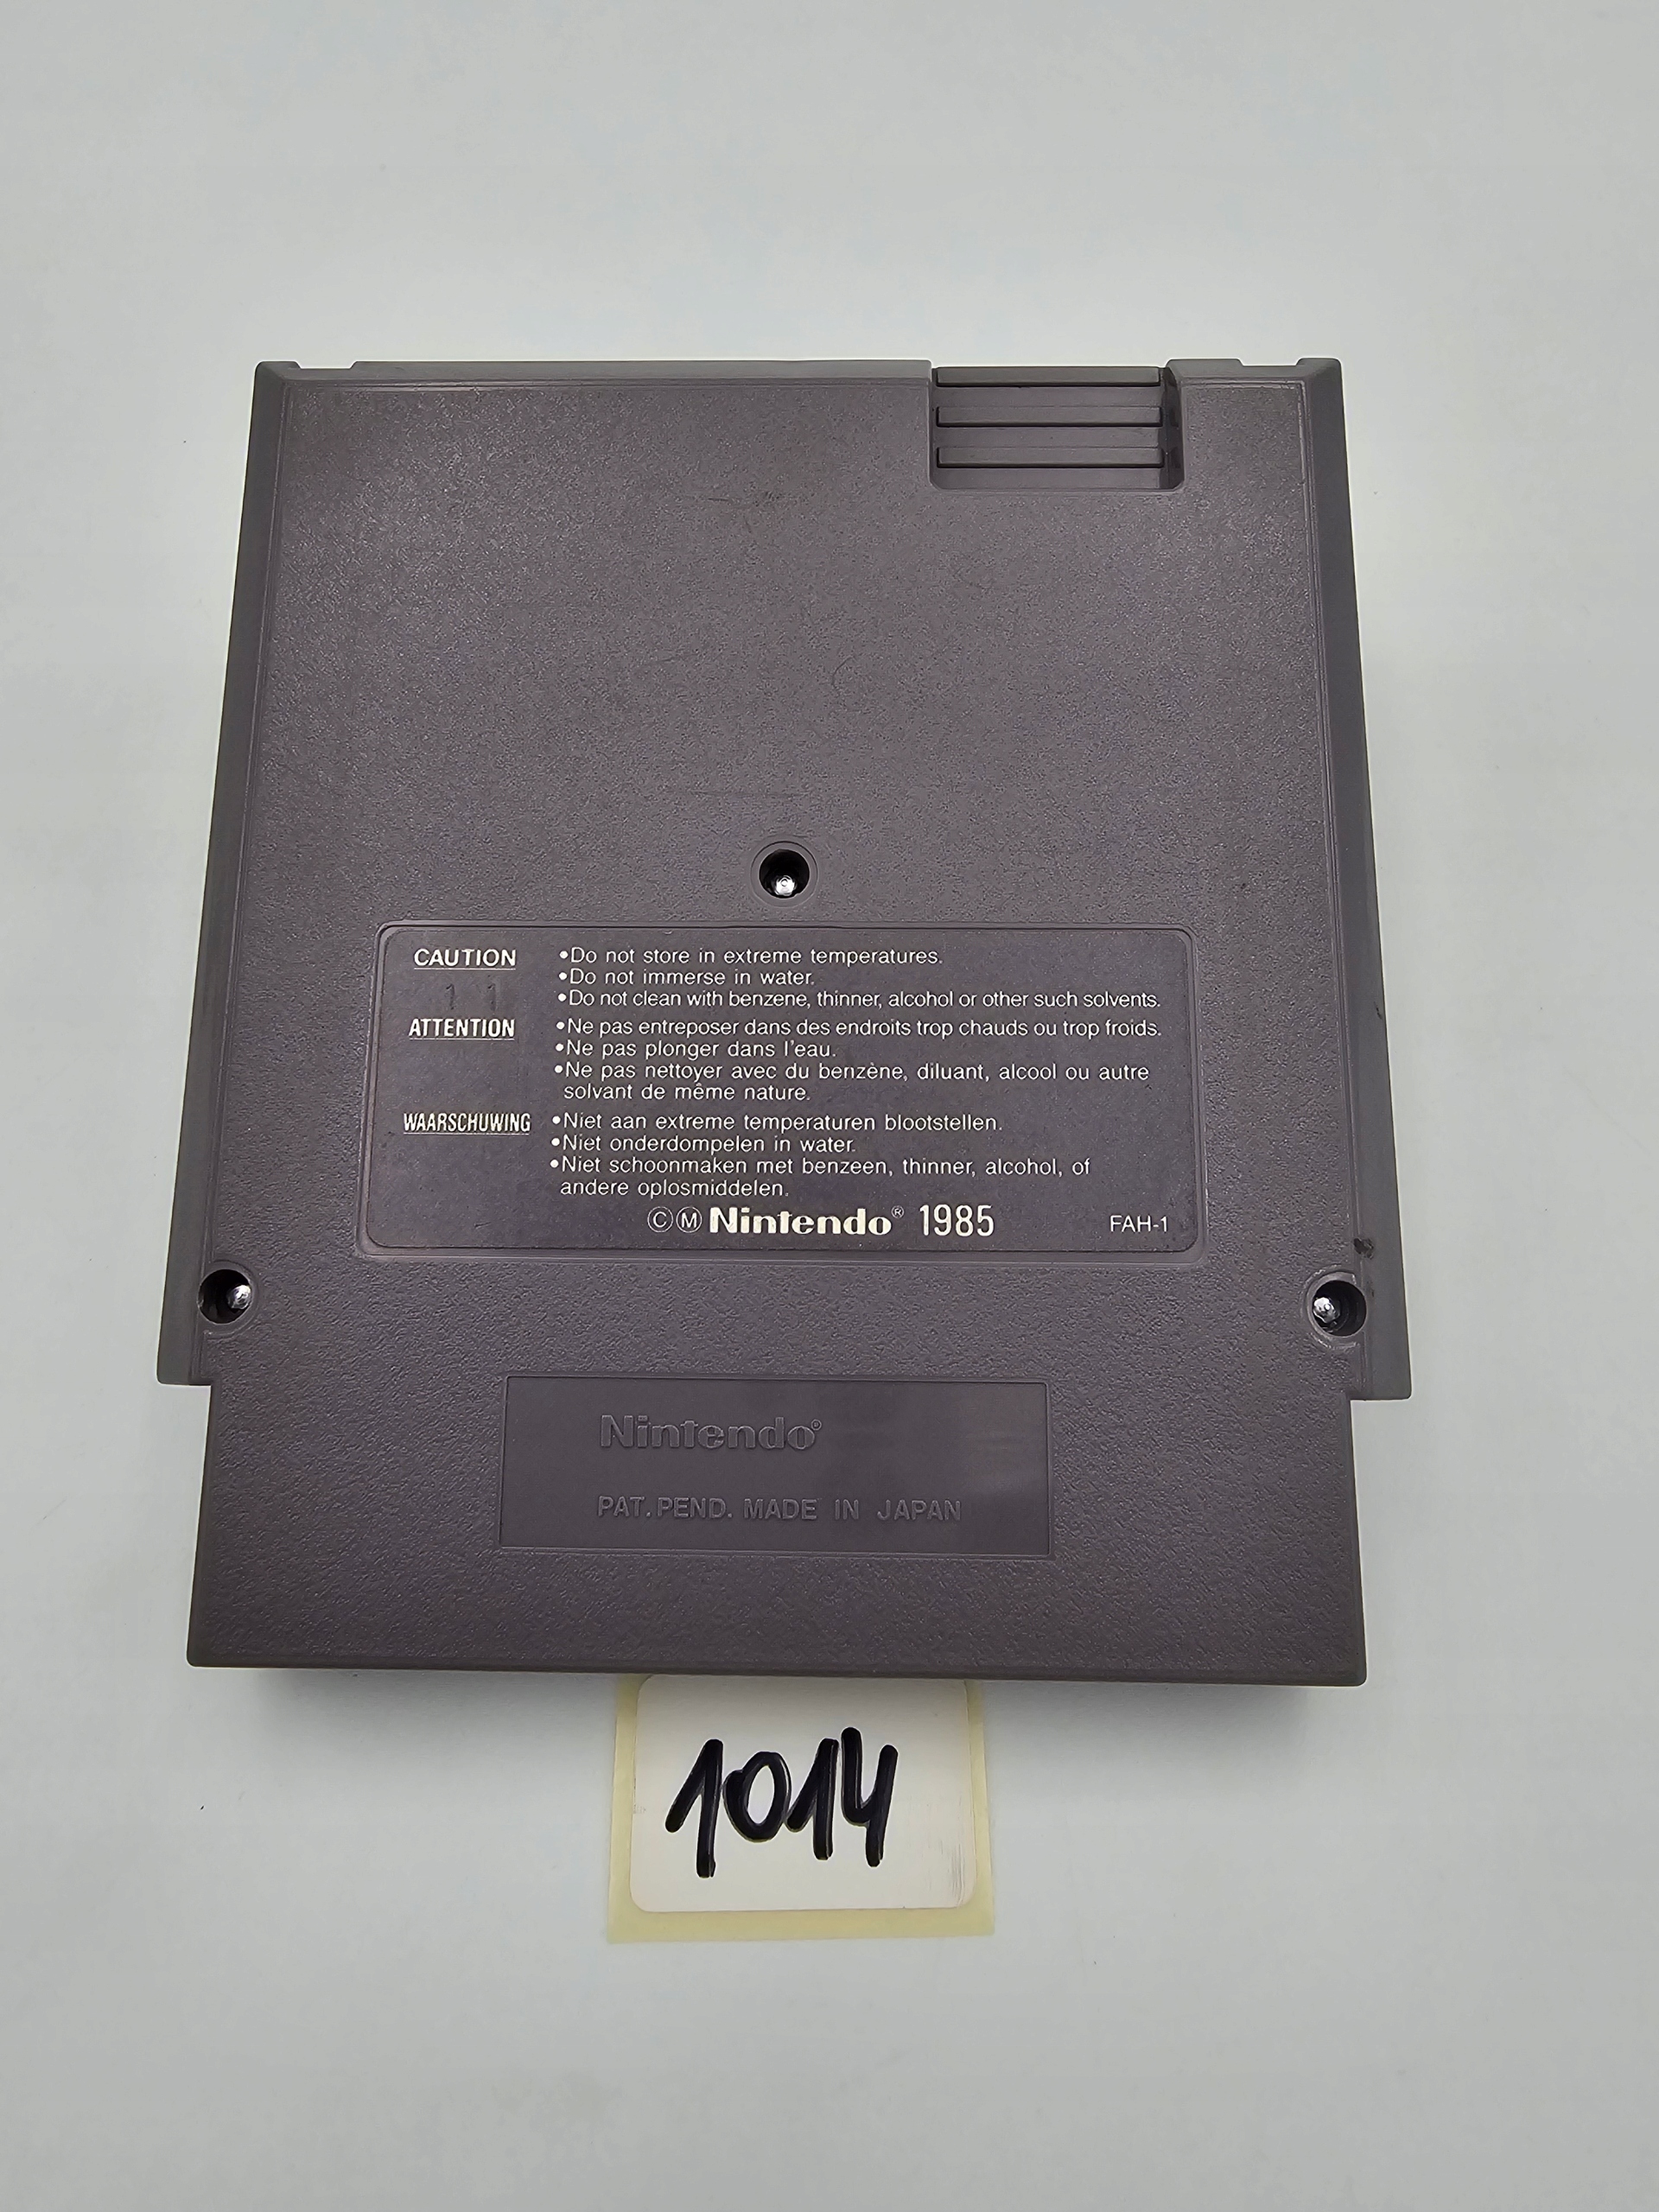 CAUTION •Do not store in extreme temperatures.
•Do not immerse in water.
11 •Do not clean with benzene, thinner, alcohol or other such solvents.
ATTENTION •Ne pas entreposer dans des endroits trop chauds ou trop froids.
•Ne pas plonger dans l'eau.
•Ne pas nettoyer avec du benzène, diluant, alcool ou autre
solvant de même nature.
WAARSCHUWING •Niet aan extreme temperaturen blootstellen.
•Niet onderdompelen in water.
•Niet schoonmaken met benzeen, thinner, alcohol, of
andere oplosmiddelen.
ⒸⓂ Nintendo® 1985 FAH-1
Nintendo®
PAT. PEND. MADE IN JAPAN
1014